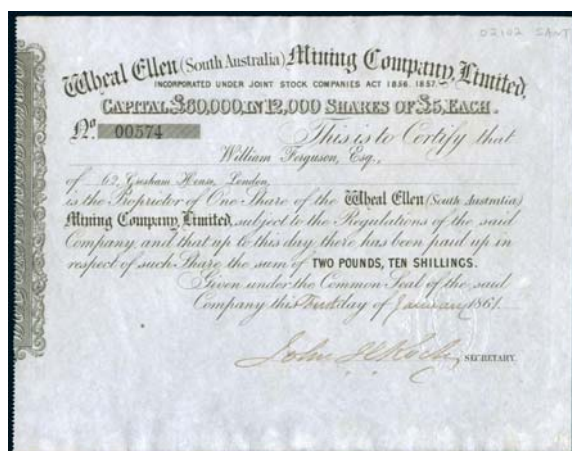 02102 SANT
Wheal Ellen (South Australia) Mining Company, Limited,
INCORPORATED UNDER JOINT STOCK COMPANIES ACT 1856. 1857.
CAPITAL £60,000, IN 12,000 SHARES OF £5, EACH.
No. 00574 This is to Certify that
William Ferguson, Esq.,
of 62, Gresham House, London,
is the Proprietor of One Share of the Wheal Ellen (South Australia)
Mining Company, Limited, subject to the Regulations of the said
Company, and that up to this day, there has been paid up in
respect of such Share the sum of TWO POUNDS, TEN SHILLINGS.
Given under the Common Seal of the said
Company this First day of January 1861.
John SECRETARY.